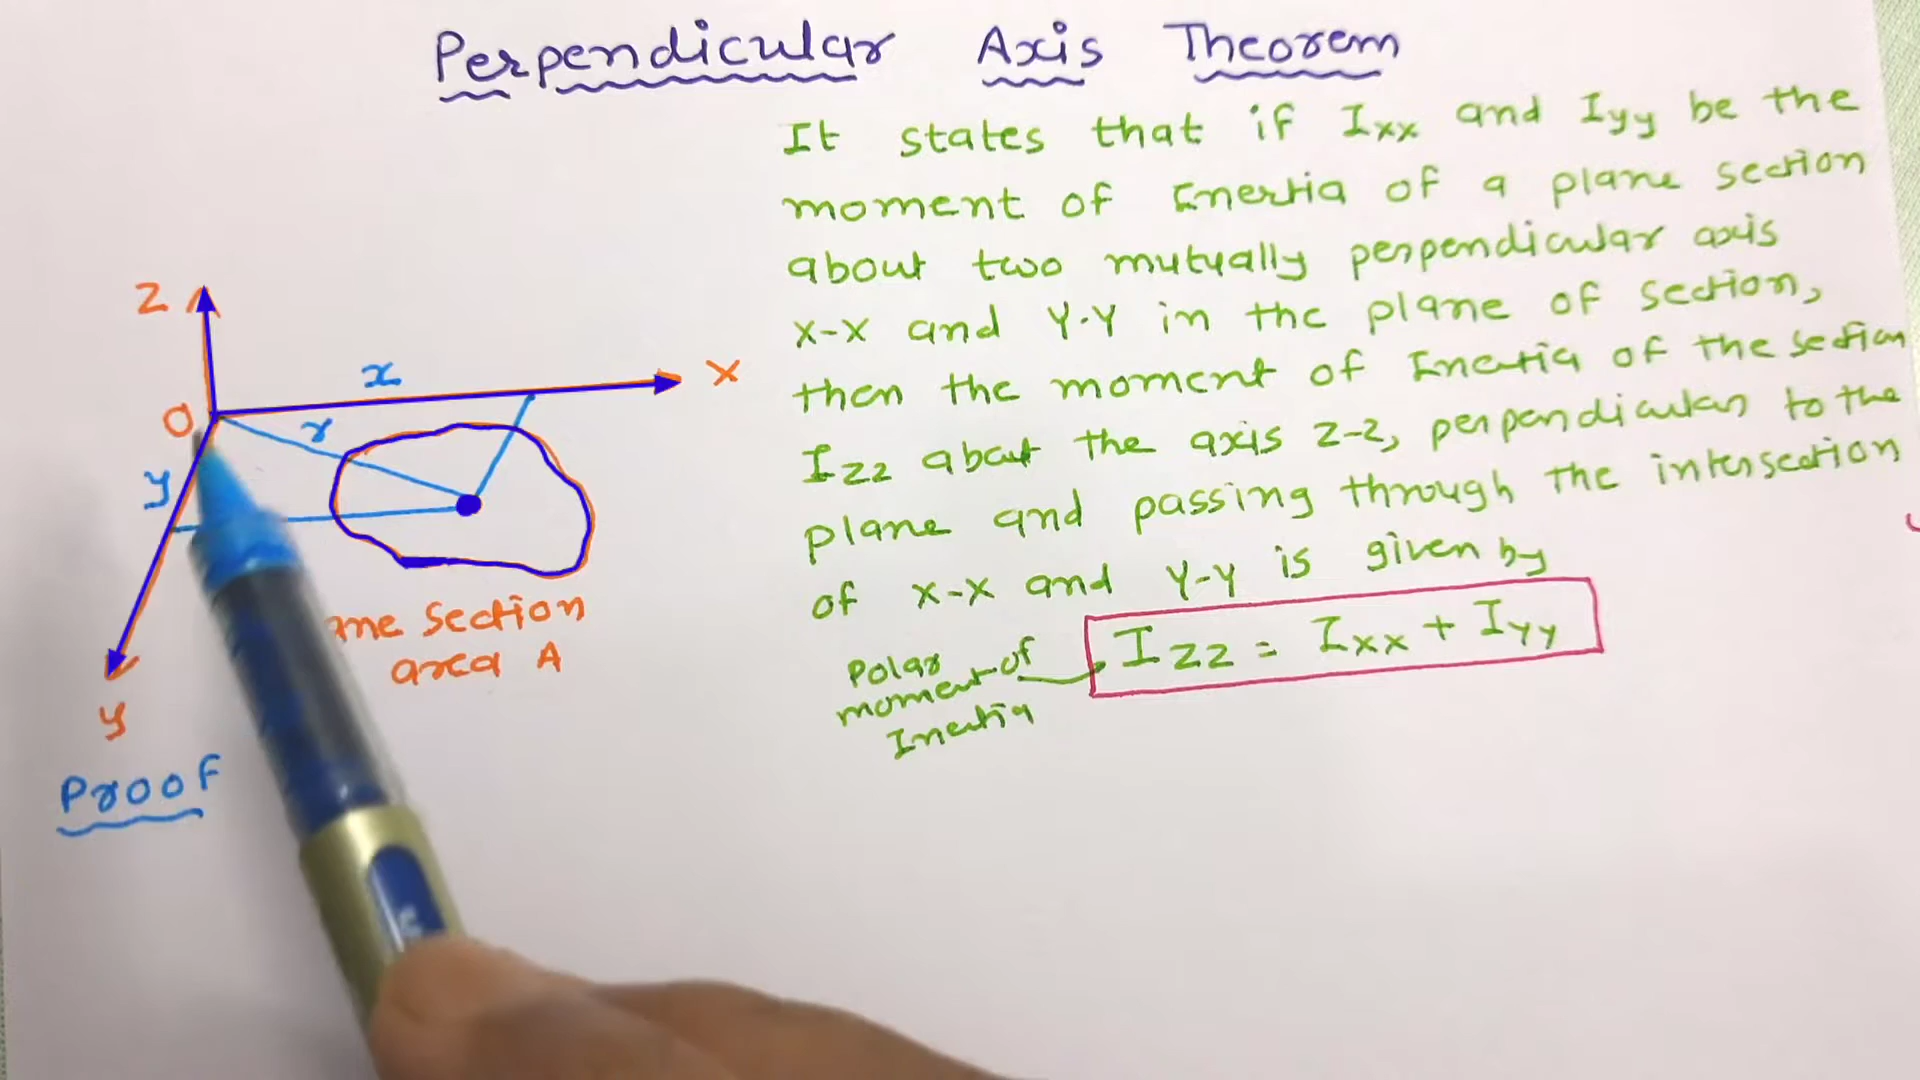 Perpendicular Axis Theorem
It states that if Ixx and Iyy be the
moment of Inertia of a plane section
about two mutually perpendicular axis
X-X and Y-Y in the plane of section,
then the moment of Inertia of the section
Izz about the axis z-z, perpendicular to the
plane and passing through the intersection
of X-X and Y-Y is given by
Izz = Ixx + Iyy
Polar
moment of
Inertia
Z
x
X
O
r
y
section
area A
y
Proof